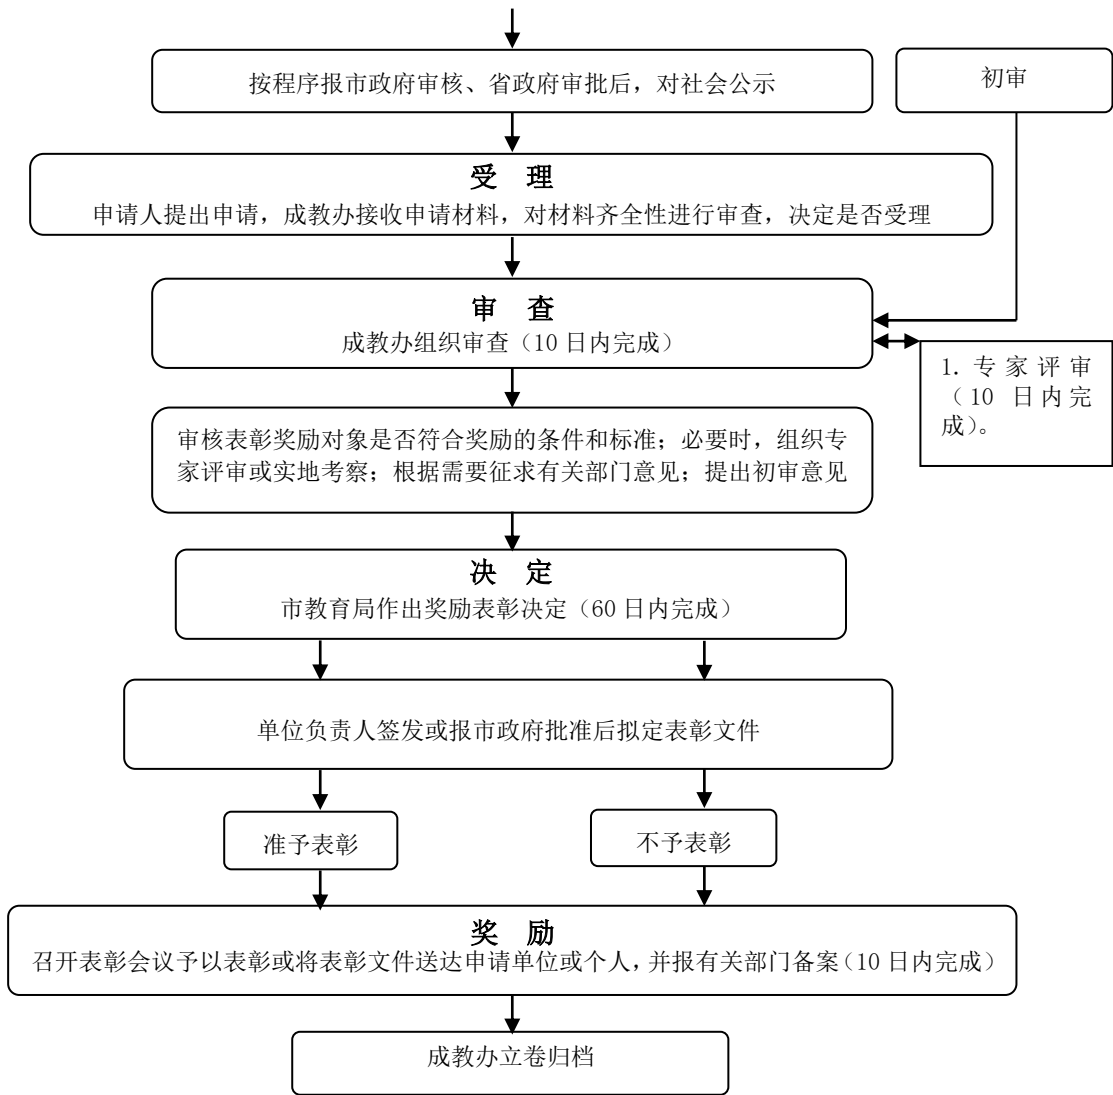 按程序报市政府审核、省政府审批后，对社会公示
初审
受 理
申请人提出申请，成教办接收申请材料，对材料齐全性进行审查，决定是否受理
审 查
成教办组织审查（10 日内完成）
1. 专家评审
（10 日内完
成）。
审核表彰奖励对象是否符合奖励的条件和标准；必要时，组织专
家评审或实地考察；根据需要征求有关部门意见；提出初审意见
决 定
市教育局作出奖励表彰决定（60 日内完成）
单位负责人签发或报市政府批准后拟定表彰文件
准予表彰
不予表彰
奖 励
召开表彰会议予以表彰或将表彰文件送达申请单位或个人，并报有关部门备案（10 日内完成）
成教办立卷归档